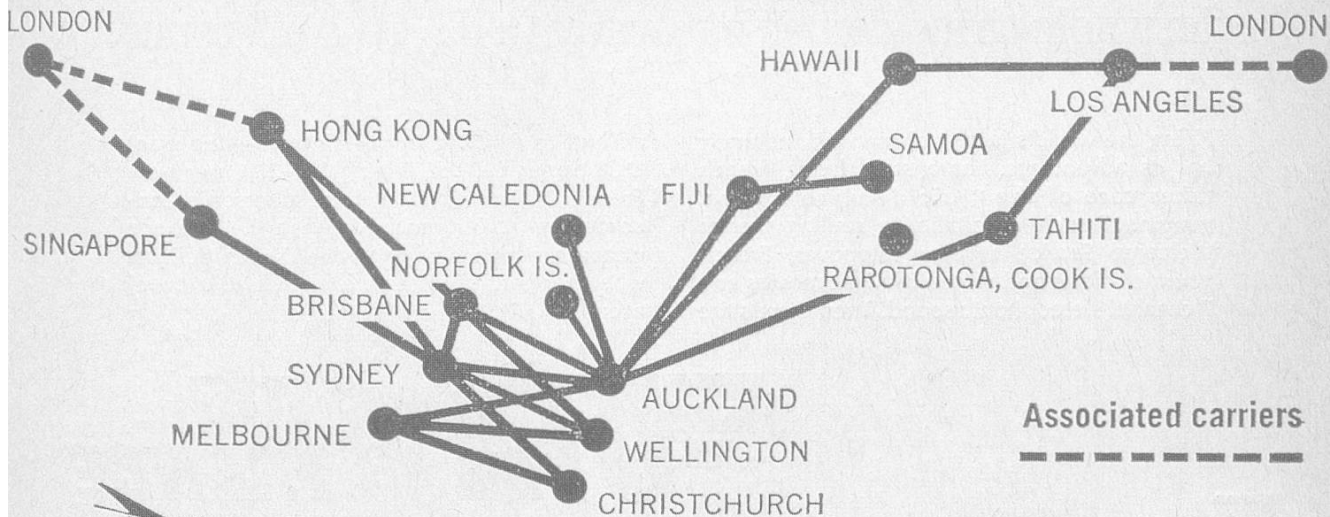 LONDON
LONDON
HAWAII
LOS ANGELES
HONG KONG
SAMOA
NEW CALEDONIA
FIJI
SINGAPORE
TAHITI
NORFOLK IS.
RAROTONGA, COOK IS.
BRISBANE
SYDNEY
AUCKLAND
Associated carriers
MELBOURNE
WELLINGTON
CHRISTCHURCH